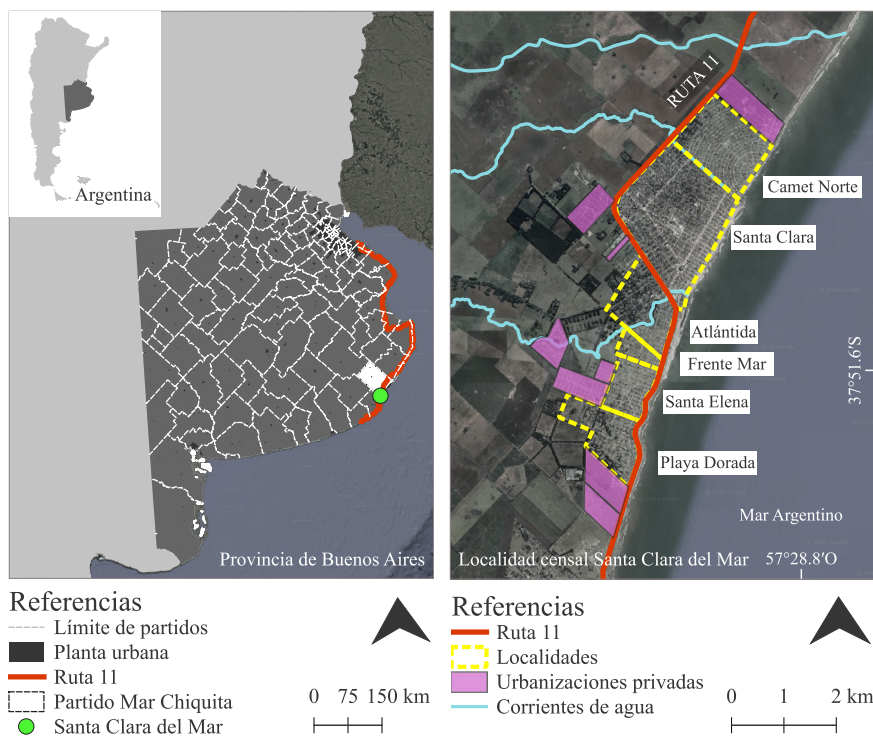 Argentina
Provincia de Buenos Aires
Referencias
Límite de partidos
Planta urbana
Ruta 11
Partido Mar Chiquita
Santa Clara del Mar
0 75 150 km
RUTA 11
Camet Norte
Santa Clara
Atlántida
Frente Mar
Santa Elena
Playa Dorada
37°51.6'S
Mar Argentino
Localidad censal Santa Clara del Mar
57°28.8'O
Referencias
Ruta 11
Localidades
Urbanizaciones privadas
Corrientes de agua
0 1 2 km